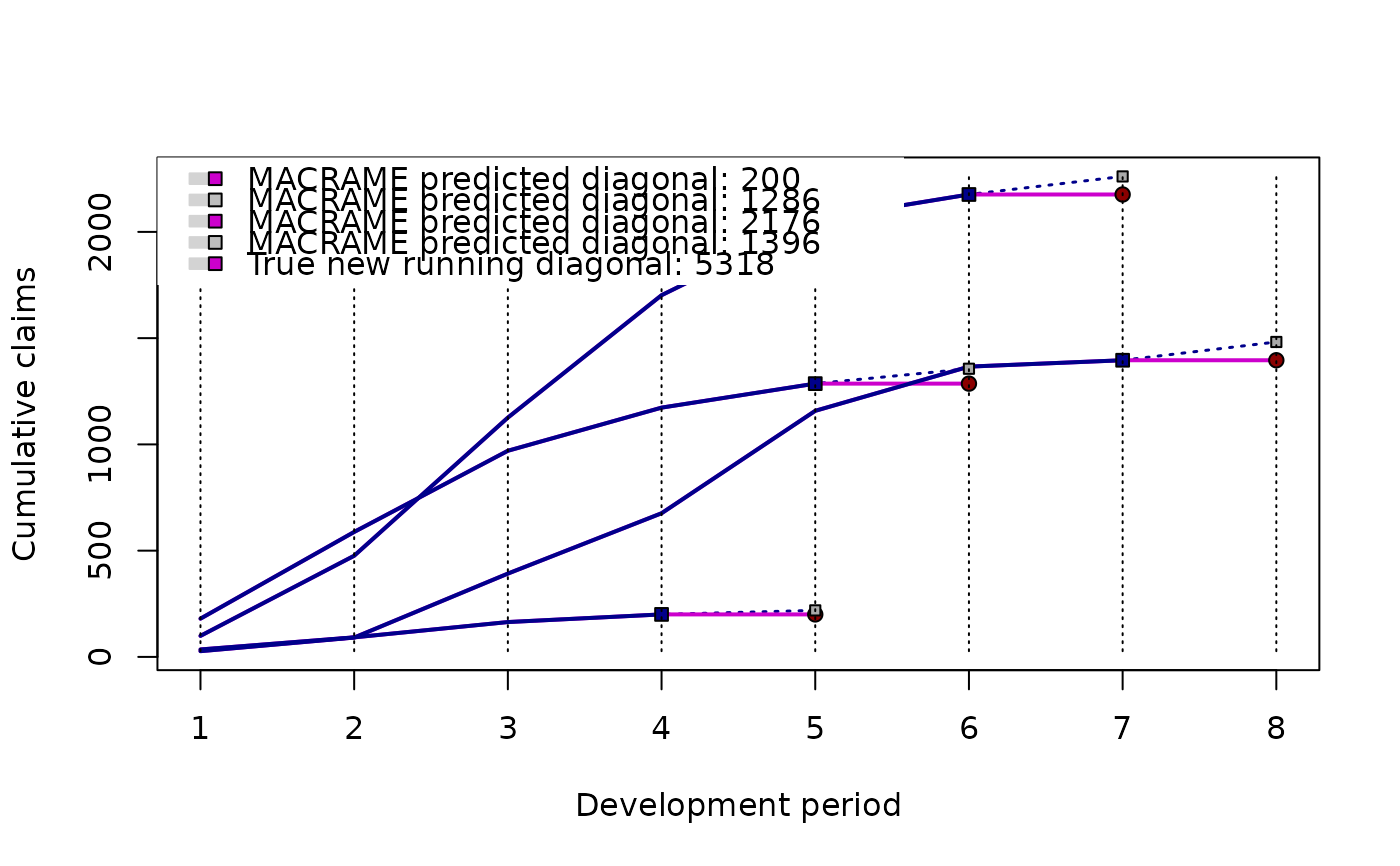 MACRAME predicted diagonal: 200
MACRAME predicted diagonal: 1286
MACRAME predicted diagonal: 2176
MACRAME predicted diagonal: 1396
True new running diagonal: 5318
Cumulative claims
2000
1000
500
0
1 2 3 4 5 6 7 8
Development period